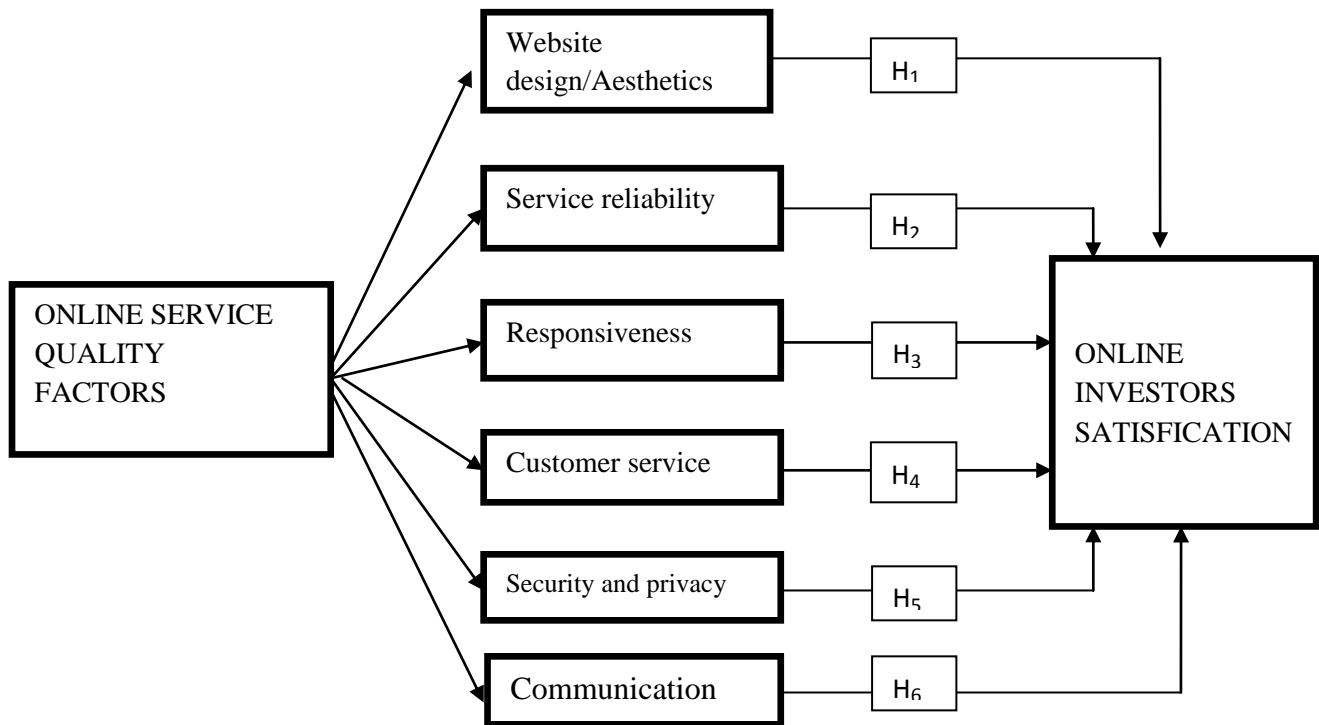 Website
design/Aesthetics
H₁
Service reliability
H₂
ONLINE SERVICE
QUALITY
FACTORS
Responsiveness
H₃
ONLINE
INVESTORS
SATISFICATION
Customer service
H₄
Security and privacy
H₅
Communication
H₆